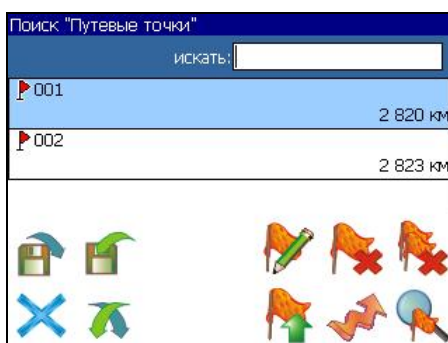 Поиск "Путевые точки"
искать:
001
2 820 км
002
2 823 км